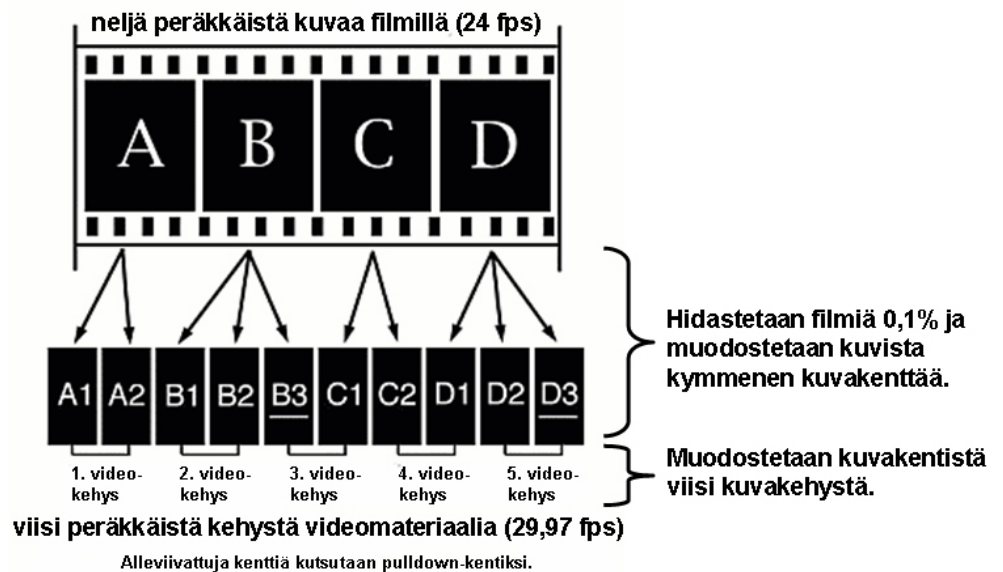 neljä peräkkäistä kuvaa filmillä (24 fps)
A B C D
Hidastetaan filmiä 0,1% ja
muodostetaan kuvista
kymmenen kuvakenttää.
A1 A2 B1 B2 B3 C1 C2 D1 D2 D3
1. video-
kehys
2. video-
kehys
3. video-
kehys
4. video-
kehys
5. video-
kehys
Muodostetaan kuvakentistä
viisi kuvakehystä.
viisi peräkkäistä kehystä videomateriaalia (29,97 fps)
Alleviivattuja kenttiä kutsutaan pulldown-kentiksi.